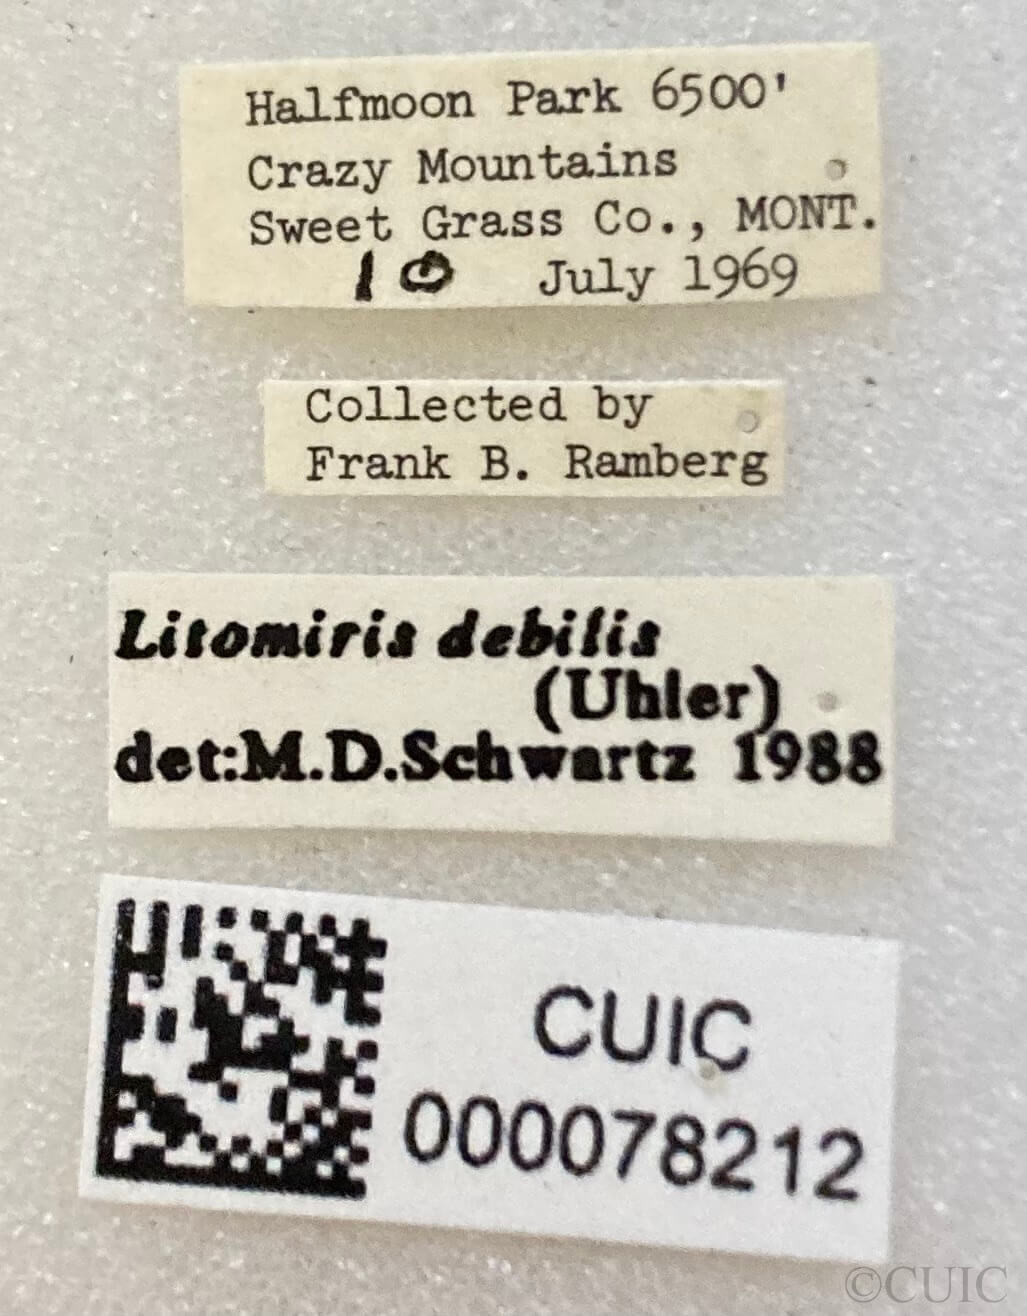 Halfmoon Park 6500'
Crazy Mountains
Sweet Grass Co., MONT.
10 July 1969
Collected by
Frank B. Ramberg
Litomiris debilis
(Uhler)
det:M.D.Schwartz 1988
CUIC
000078212
©CUIC